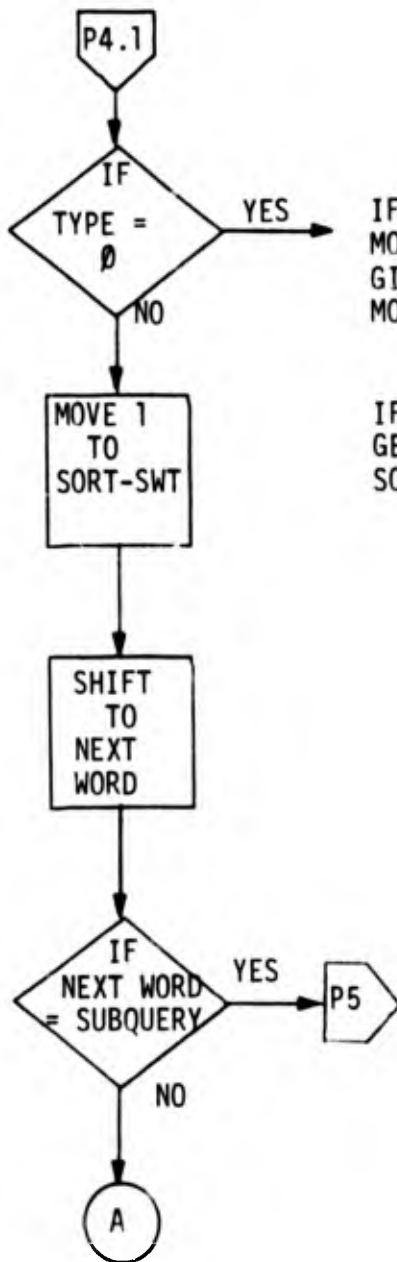 P4.1
IF
TYPE =
Ø
YES
NO
MOVE 1
TO
SORT-SWT
SHIFT
TO
NEXT
WORD
IF
NEXT WORD
= SUBQUERY
YES
P5
NO
A
IF
MO
GI
MO
IF
GE
SO